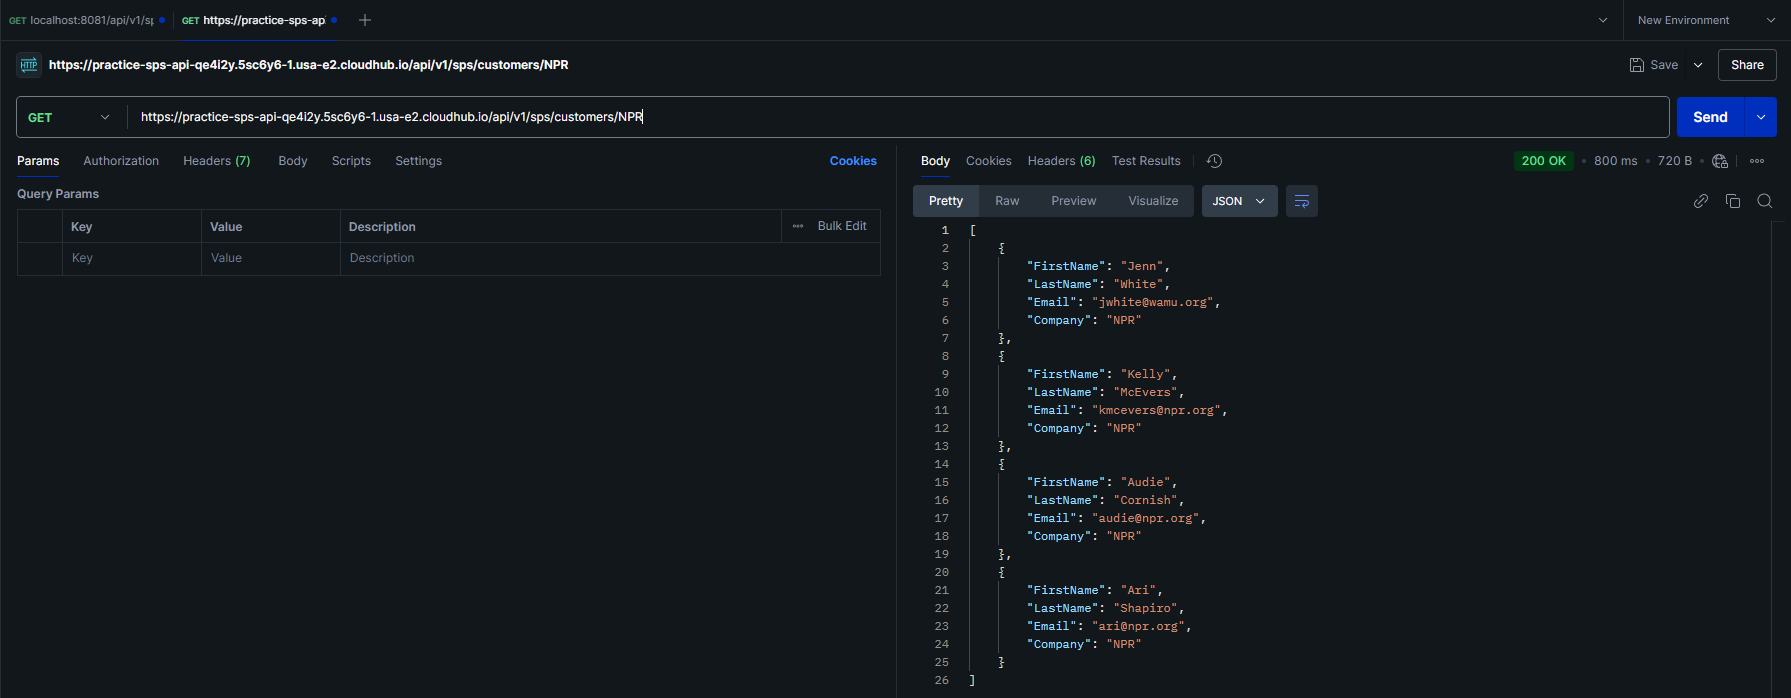 GET localhost:8081/api/v1/s
GET https://practice-sps-ap
New Environment
HTTP https://practice-sps-api-qe4i2y.5sc6y6-1.usa-e2.cloudhub.io/api/v1/sps/customers/NPR
Save
Share
GET
https://practice-sps-api-qe4i2y.5sc6y6-1.usa-e2.cloudhub.io/api/v1/sps/customers/NPR
Send
Params Authorization Headers (7) Body Scripts Settings Cookies
Query Params
Key Value Description Bulk Edit
Key Value Description
Body Cookies Headers (6) Test Results 200 OK • 800 ms • 720 B •
Pretty Raw Preview Visualize JSON
1 [
2 {
3 "FirstName": "Jenn",
4 "LastName": "White",
5 "Email": "jwhite@wamu.org",
6 "Company": "NPR"
7 },
8 {
9 "FirstName": "Kelly",
10 "LastName": "McEvers",
11 "Email": "kmcevers@npr.org",
12 "Company": "NPR"
13 },
14 {
15 "FirstName": "Audie",
16 "LastName": "Cornish",
17 "Email": "audie@npr.org",
18 "Company": "NPR"
19 },
20 {
21 "FirstName": "Ari",
22 "LastName": "Shapiro",
23 "Email": "ari@npr.org",
24 "Company": "NPR"
25 }
26 ]